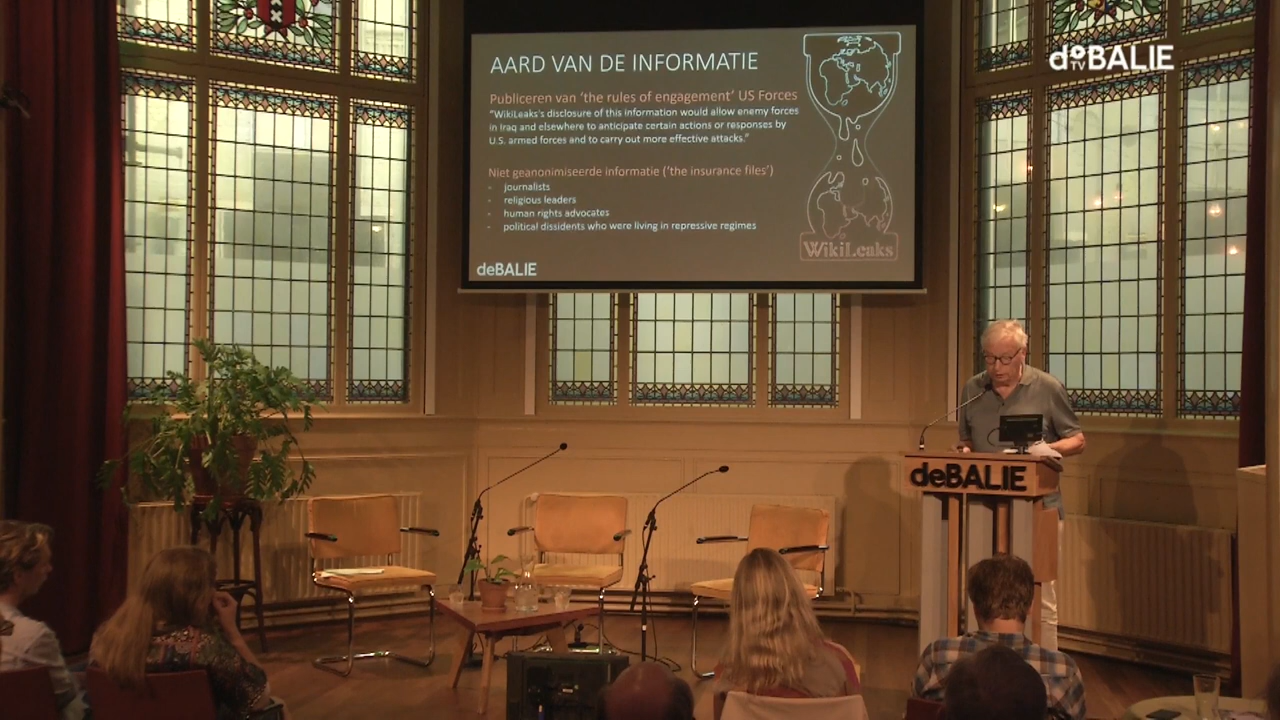 deBALIE
TV
AARD VAN DE INFORMATIE
Publiceren van ‘the rules of engagement’ US Forces
“WikiLeaks’s disclosure of this information would allow enemy forces
in Iraq and elsewhere to anticipate certain actions or responses by
U.S. armed forces and to carry out more effective attacks.”
Niet geanonimiseerde informatie (‘the insurance files’)
- journalists
- religious leaders
- human rights advocates
- political dissidents who were living in repressive regimes
WikiLeaks
deBALIE
deBALIE